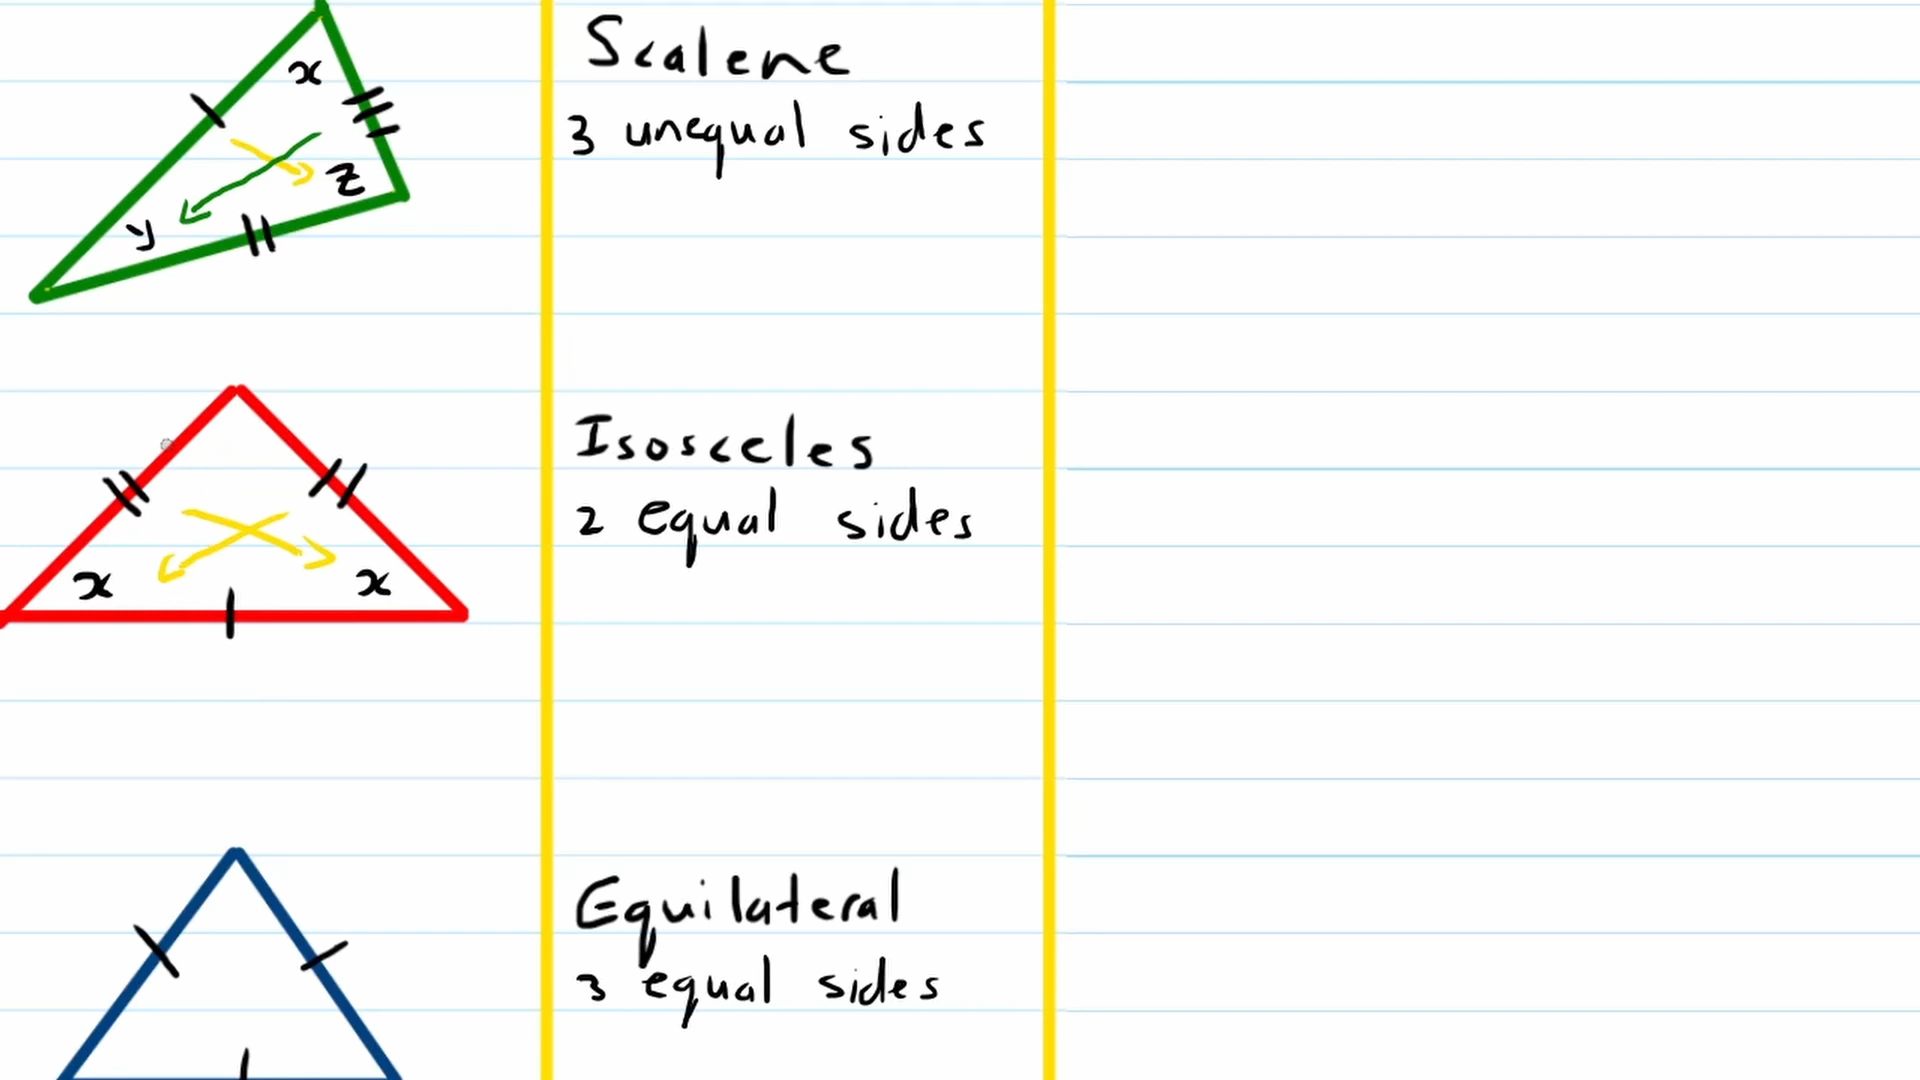 x
Scalene
3 unequal sides
z
y
Isosceles
2 equal sides
x x
Equilateral
3 equal sides